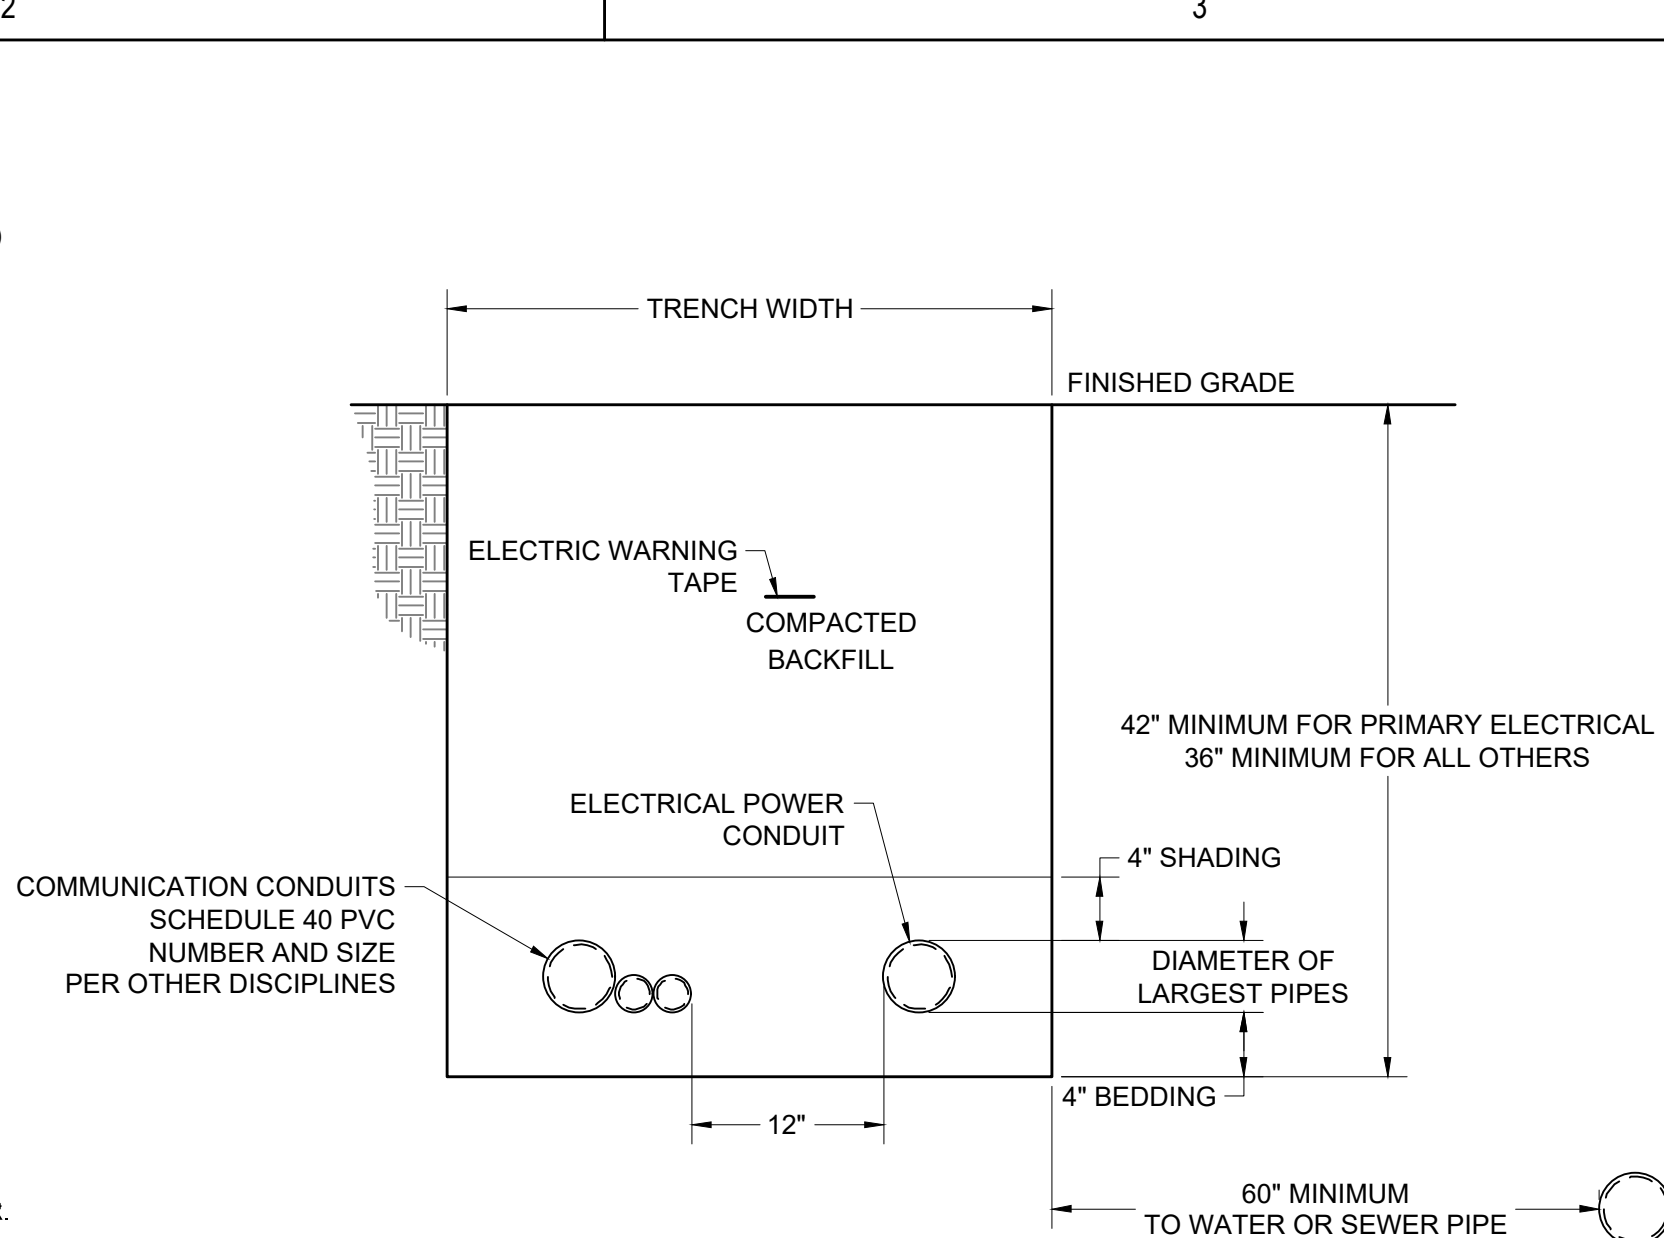 2
3
)
TRENCH WIDTH
FINISHED GRADE
ELECTRIC WARNING
TAPE
COMPACTED
BACKFILL
42" MINIMUM FOR PRIMARY ELECTRICAL
36" MINIMUM FOR ALL OTHERS
ELECTRICAL POWER
CONDUIT
4" SHADING
COMMUNICATION CONDUITS
SCHEDULE 40 PVC
NUMBER AND SIZE
PER OTHER DISCIPLINES
DIAMETER OF
LARGEST PIPES
4" BEDDING
12"
60" MINIMUM
TO WATER OR SEWER PIPE